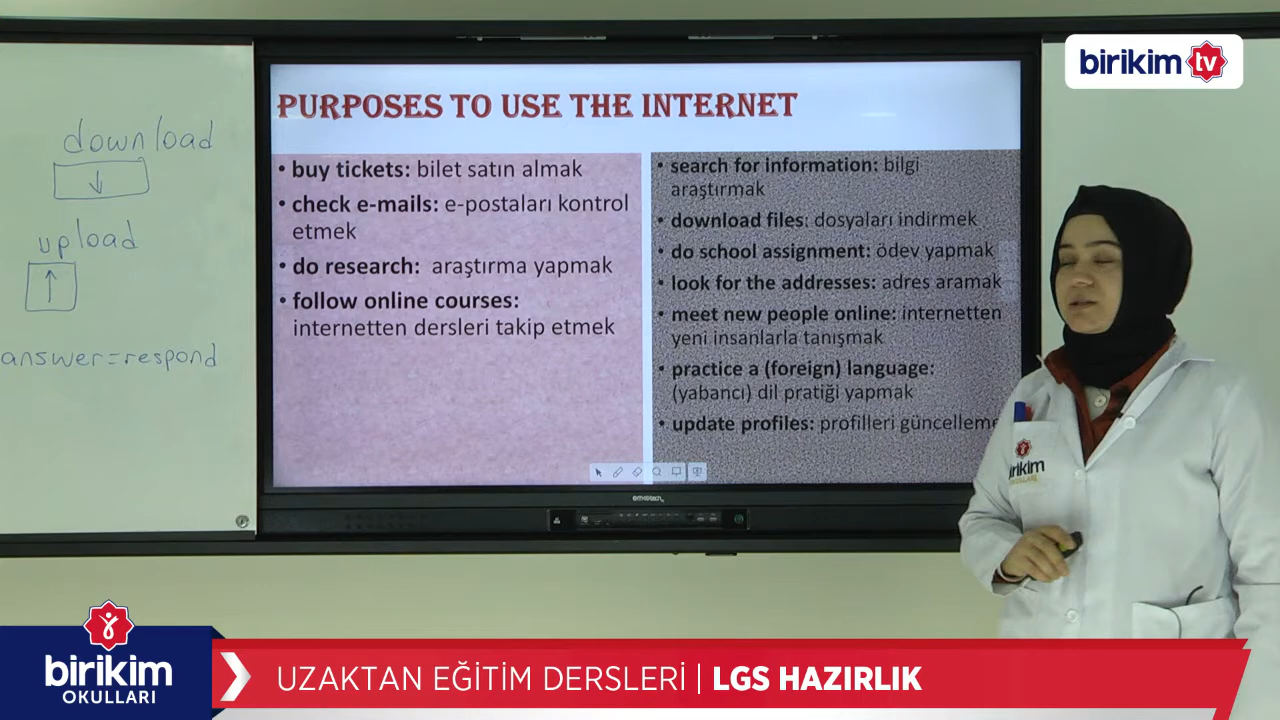 birikim tv
download
upload
answer=respond
PURPOSES TO USE THE INTERNET
• buy tickets: bilet satın almak
• check e-mails: e-postaları kontrol
etmek
• do research: araştırma yapmak
• follow online courses:
internetten dersleri takip etmek
• search for information: bilgi
araştırmak
• download files: dosyaları indirmek
• do school assignment: ödev yapmak
• look for the addresses: adres aramak
• meet new people online: internetten
yeni insanlarla tanışmak
• practice a (foreign) language:
(yabancı) dil pratiği yapmak
• update profiles: profilleri güncelleme
birikim
OKULLARI
birikim
OKULLARI
UZAKTAN EĞİTİM DERSLERİ | LGS HAZIRLIK